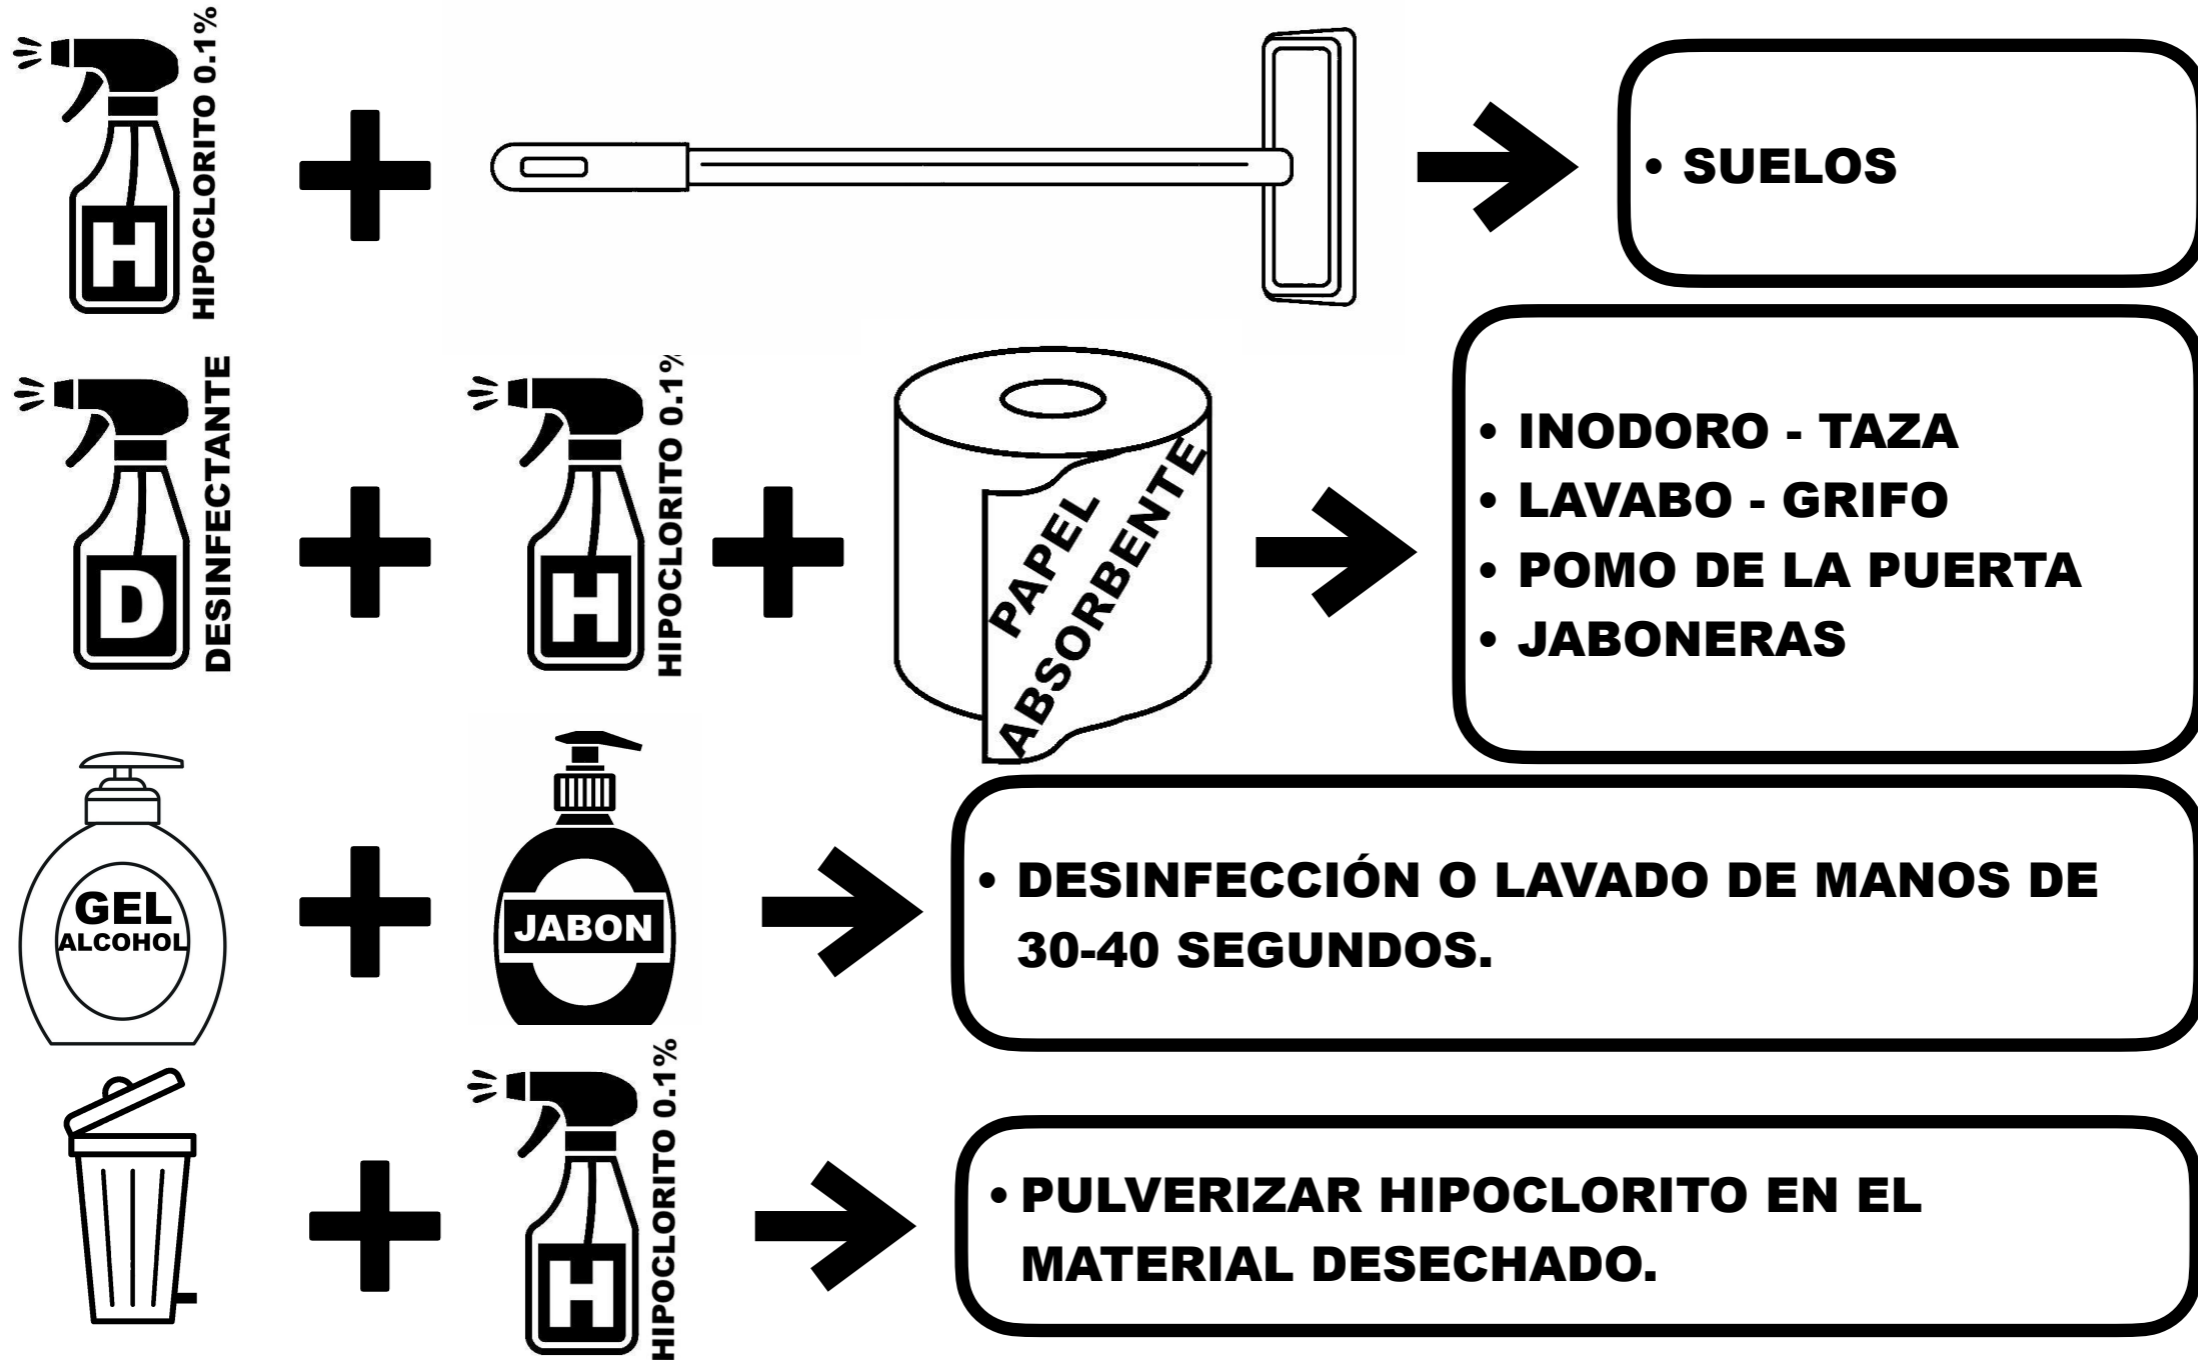 HIPOCLORITO 0.1%
H
• SUELOS
DESINFECTANTE
D
HIPOCLORITO 0.1%
H
PAPEL
ABSORBENTE
• INODORO - TAZA
• LAVABO - GRIFO
• POMO DE LA PUERTA
• JABONERAS
GEL
ALCOHOL
JABON
• DESINFECCIÓN O LAVADO DE MANOS DE
30-40 SEGUNDOS.
HIPOCLORITO 0.1%
H
• PULVERIZAR HIPOCLORITO EN EL
MATERIAL DESECHADO.